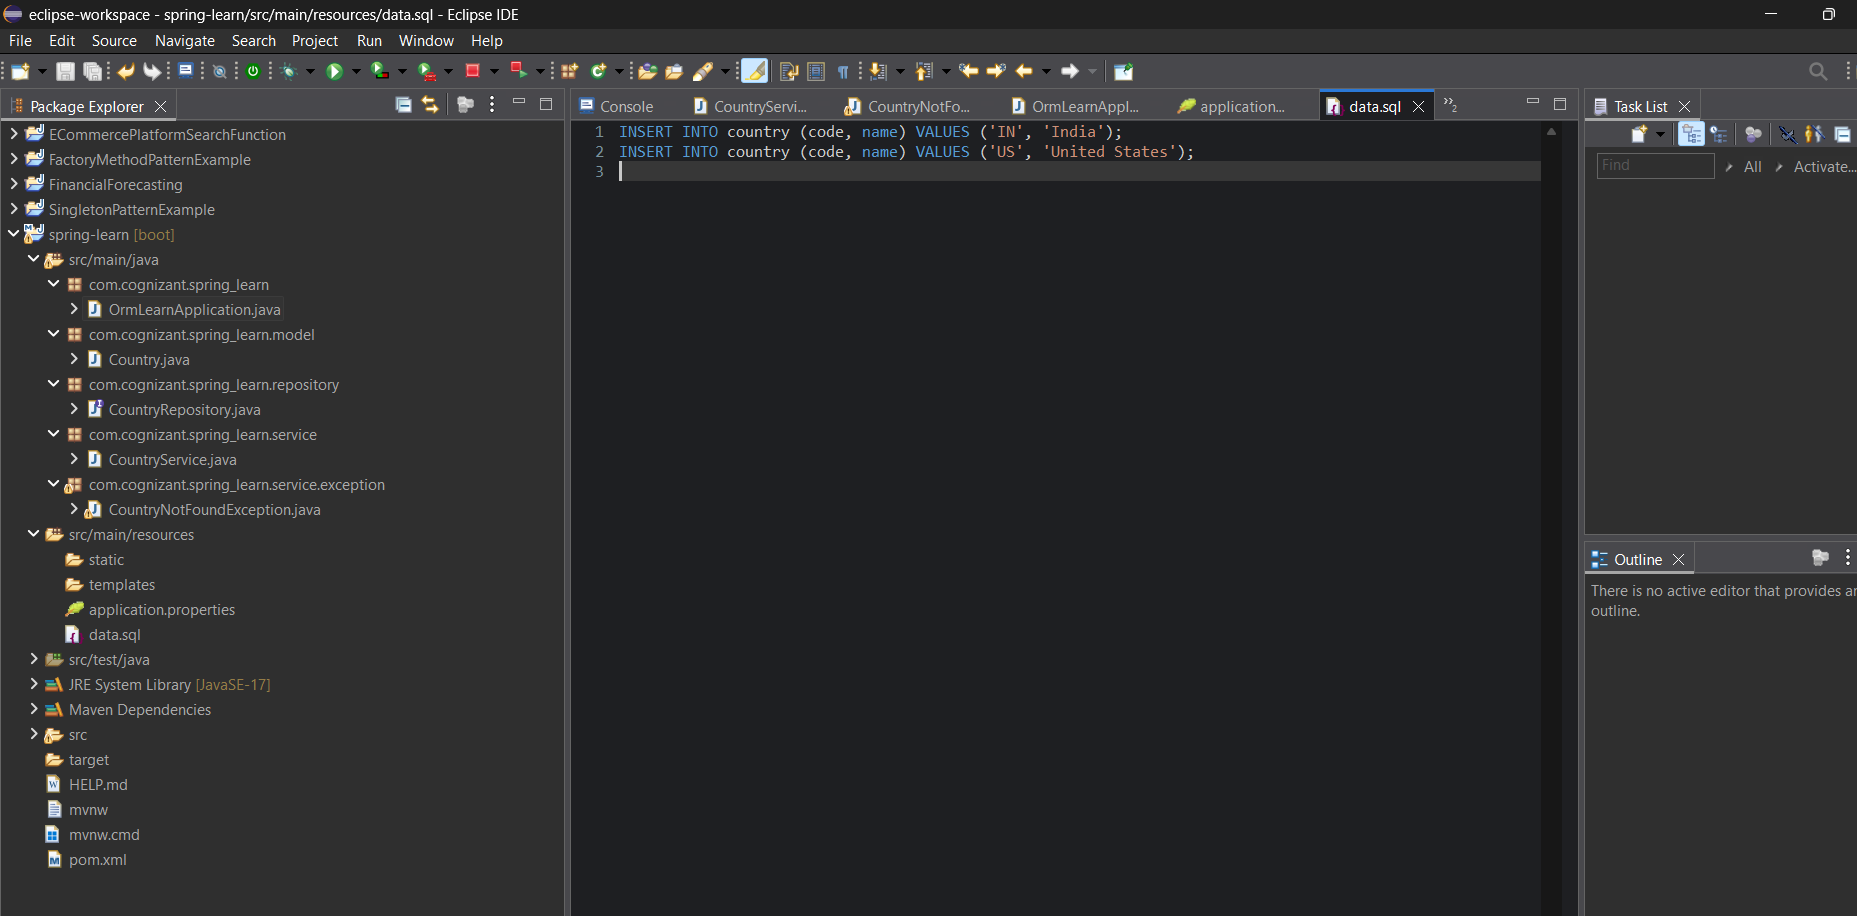 eclipse-workspace - spring-learn/src/main/resources/data.sql - Eclipse IDE
File Edit Source Navigate Search Project Run Window Help
Package Explorer
ECommercePlatformSearchFunction
FactoryMethodPatternExample
FinancialForecasting
SingletonPatternExample
spring-learn [boot]
src/main/java
com.cognizant.spring_learn
OrmLearnApplication.java
com.cognizant.spring_learn.model
Country.java
com.cognizant.spring_learn.repository
CountryRepository.java
com.cognizant.spring_learn.service
CountryService.java
com.cognizant.spring_learn.service.exception
CountryNotFoundException.java
src/main/resources
static
templates
application.properties
data.sql
src/test/java
JRE System Library [JavaSE-17]
Maven Dependencies
src
target
HELP.md
mvnw
mvnw.cmd
pom.xml
Console CountryServi... CountryNotFo... OrmLearnAppl... application... data.sql »2
1 INSERT INTO country (code, name) VALUES ('IN', 'India');
2 INSERT INTO country (code, name) VALUES ('US', 'United States');
3
Task List
Find All Activate...
Outline
There is no active editor that provides ar
outline.